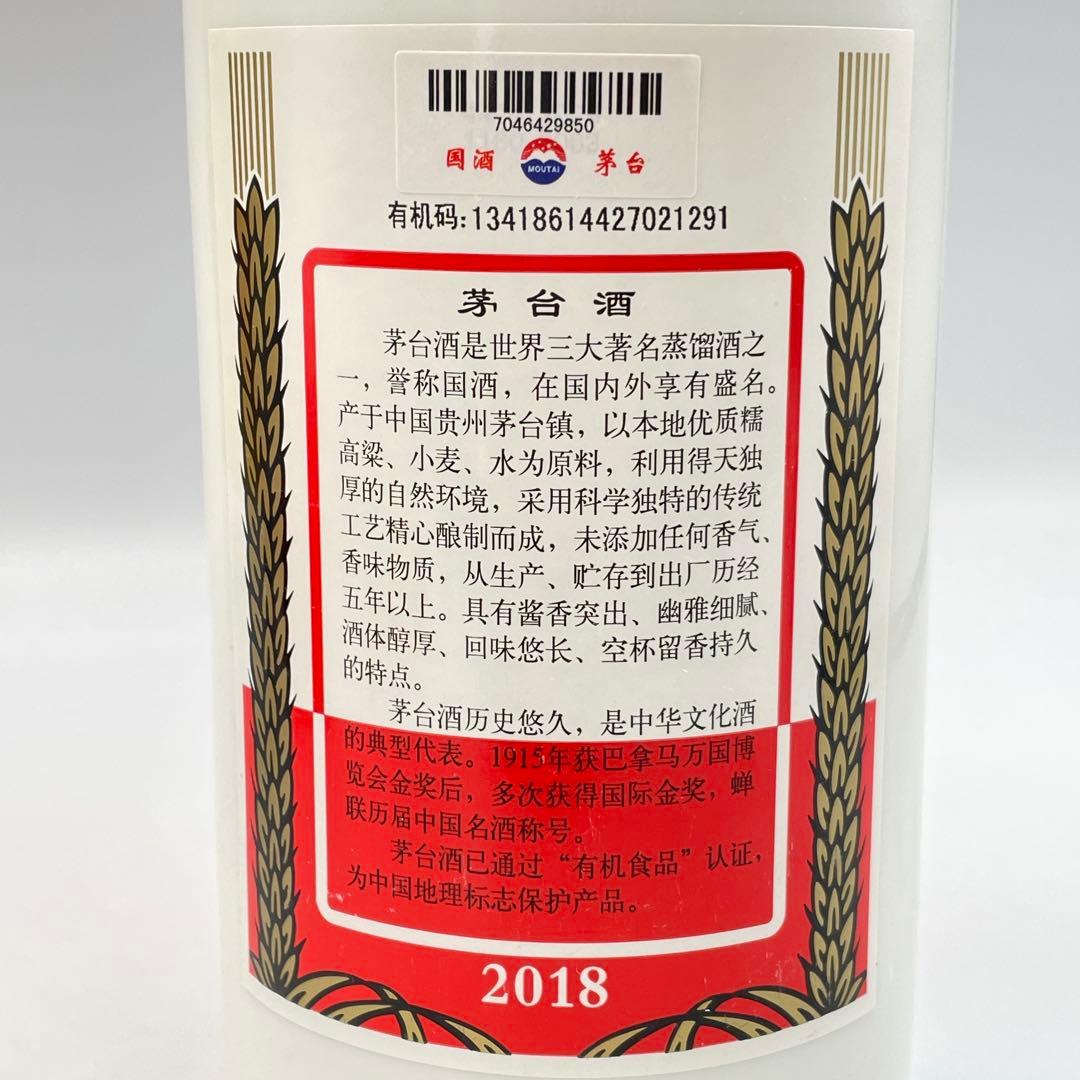 7046429850
国酒 MOUTAI 茅台
有机码:13418614427021291
茅台酒
茅台酒是世界三大著名蒸馏酒之
一，誉称国酒，在国内外享有盛名。
产于中国贵州茅台镇，以本地优质糯
高粱、小麦、水为原料，利用得天独
厚的自然环境，采用科学独特的传统
工艺精心酿制而成，未添加任何香气、
香味物质，从生产、贮存到出厂历经
五年以上。具有酱香突出、幽雅细腻、
酒体醇厚、回味悠长、空杯留香持久
的特点。
茅台酒历史悠久，是中华文化酒
的典型代表。1915年获巴拿马万国博
览会金奖后，多次获得国际金奖，蝉
联历届中国名酒称号。
茅台酒已通过“有机食品”认证，
为中国地理标志保护产品。
2018